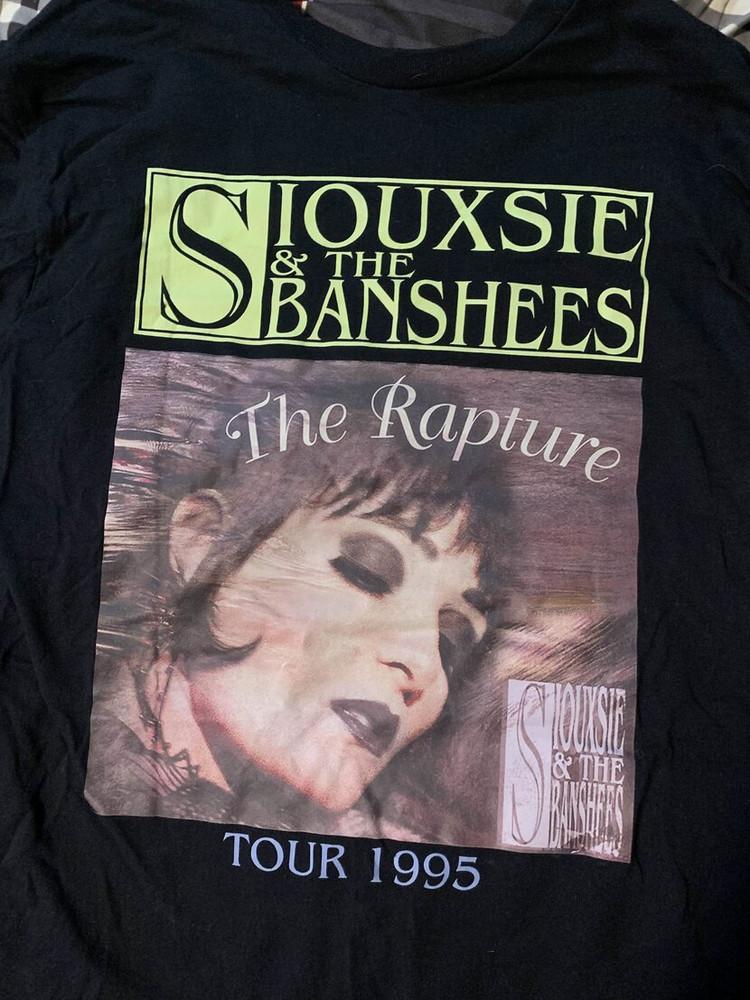 SIOUXSIE
& THE
BANSHEES
The Rapture
SIOUXSIE
& THE
BANSHEES
TOUR 1995